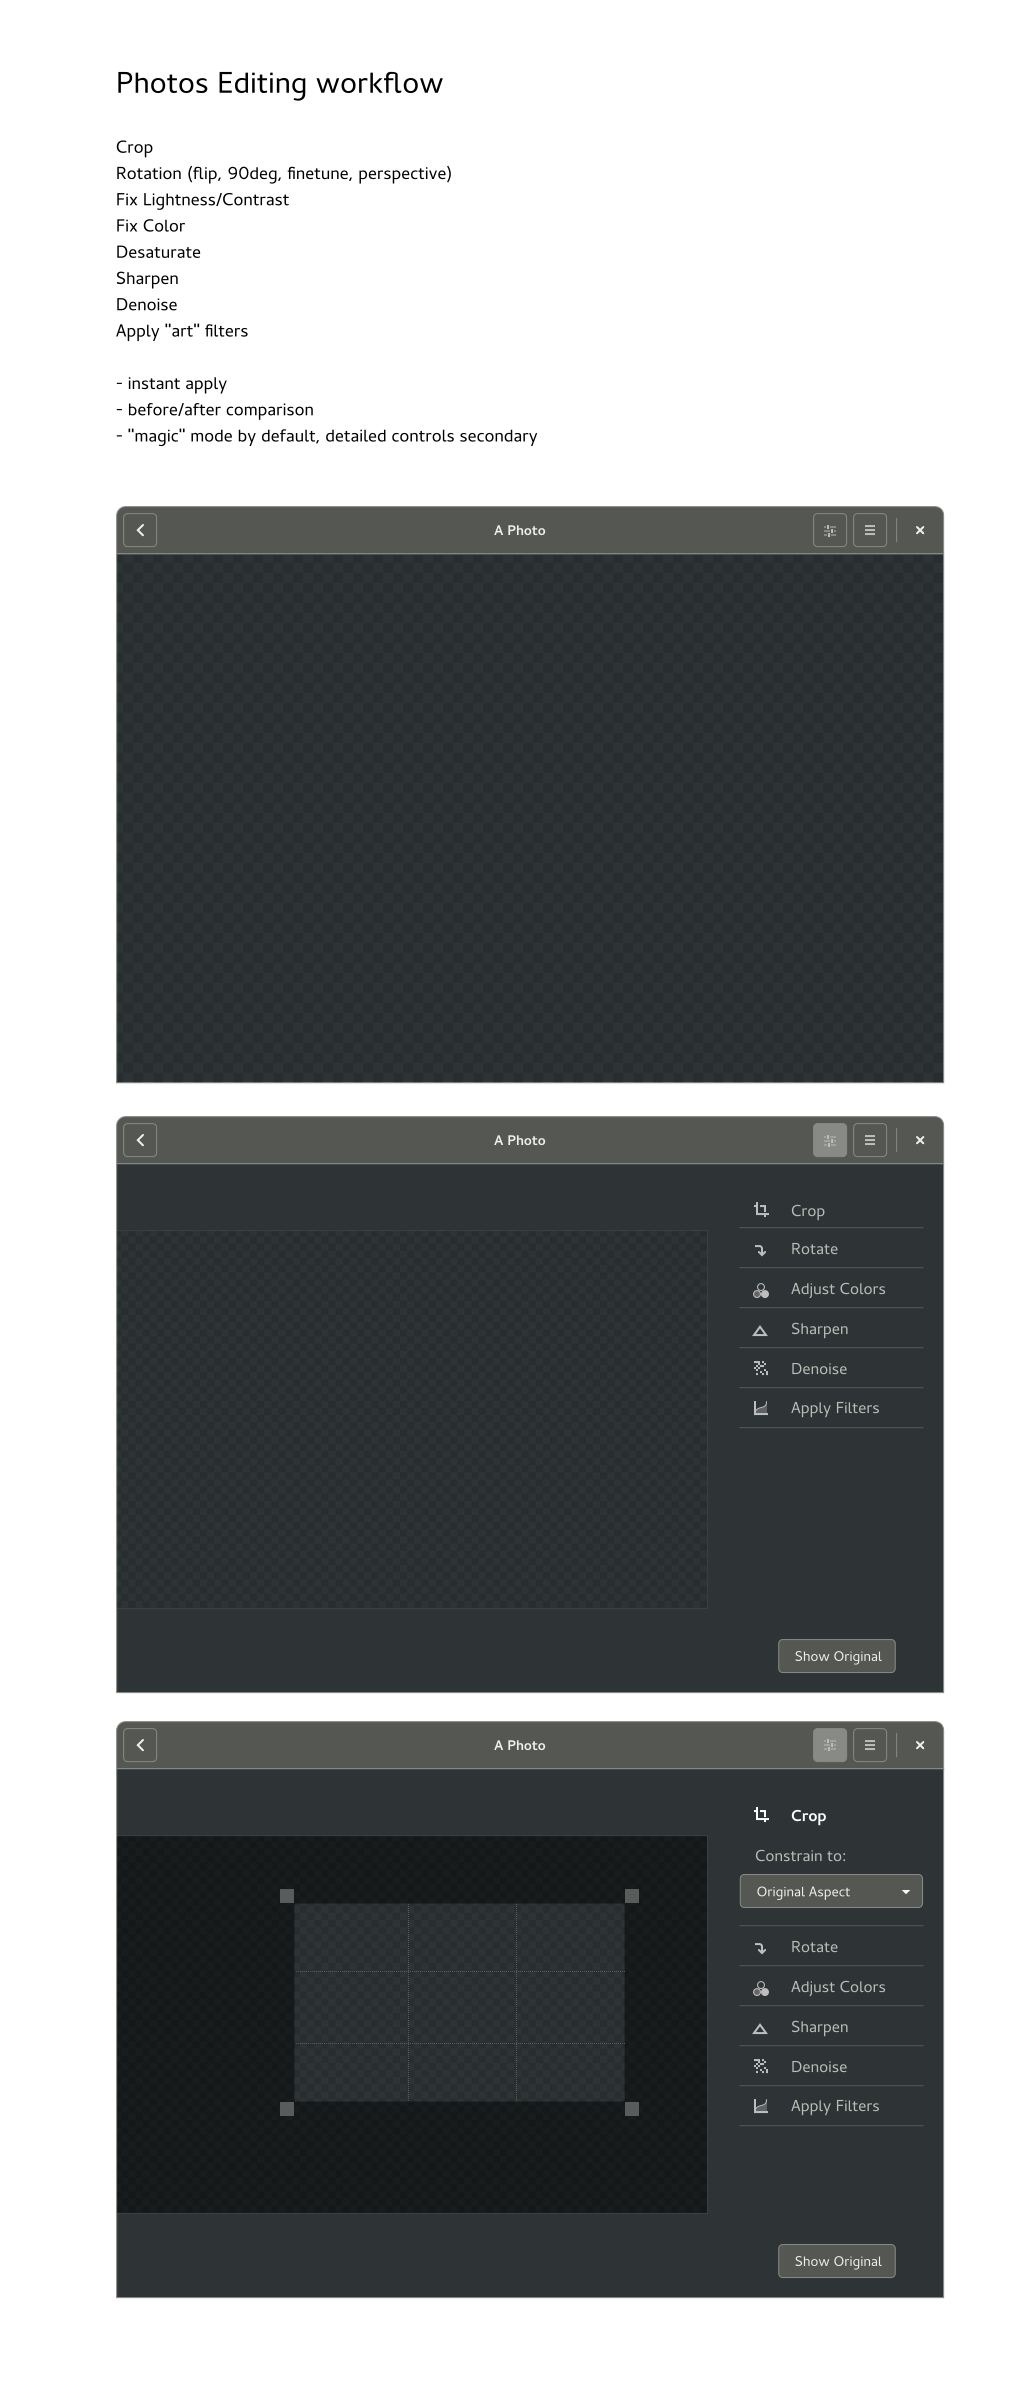 Photos Editing workflow
Crop
Rotation (flip, 90deg, finetune, perspective)
Fix Lightness/Contrast
Fix Color
Desaturate
Sharpen
Denoise
Apply "art" filters
- instant apply
- before/after comparison
- "magic" mode by default, detailed controls secondary
A Photo
A Photo
Crop
Rotate
Adjust Colors
Sharpen
Denoise
Apply Filters
Show Original
A Photo
Crop
Constrain to:
Original Aspect
Rotate
Adjust Colors
Sharpen
Denoise
Apply Filters
Show Original